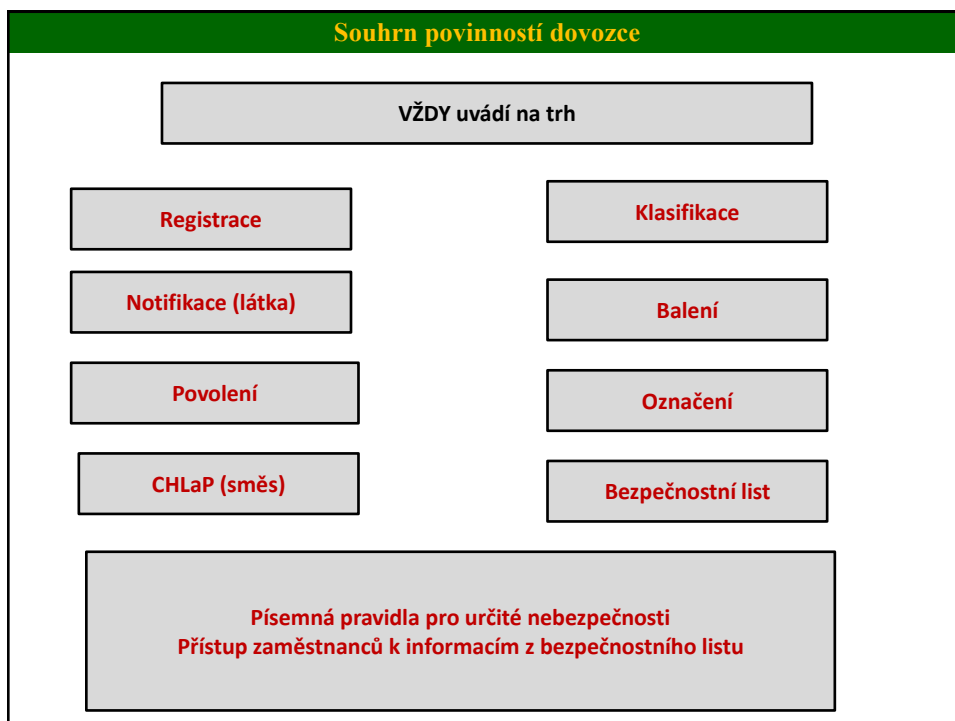 Souhrn povinností dovozce
VŽDY uvádí na trh
Registrace
Klasifikace
Notifikace (látka)
Balení
Povolení
Označení
CHLaP (směs)
Bezpečnostní list
Písemná pravidla pro určité nebezpečnosti
Přístup zaměstnanců k informacím z bezpečnostního listu